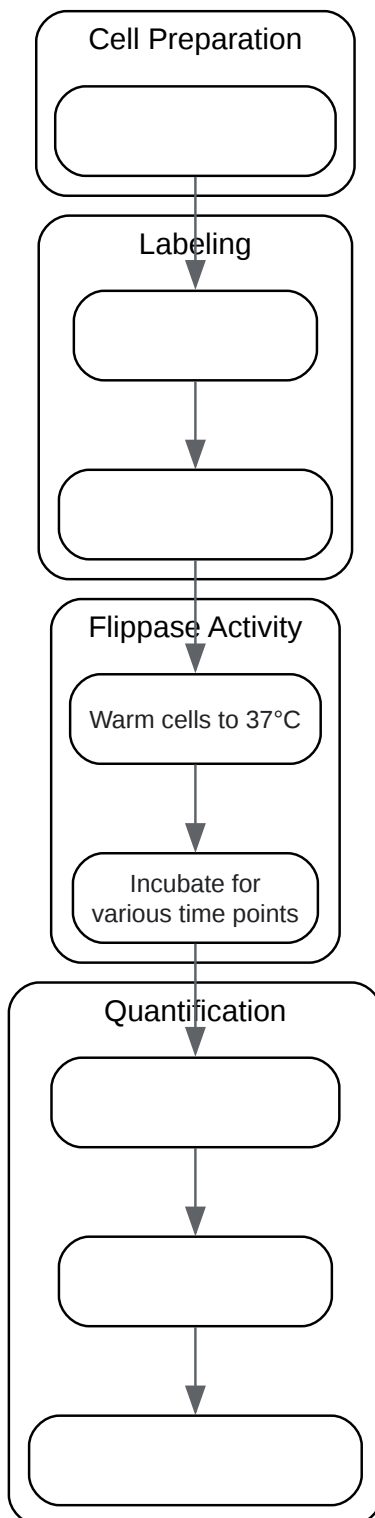 Cell Preparation
Labeling
Flippase Activity
Warm cells to 37°C
Incubate for
various time points
Quantification